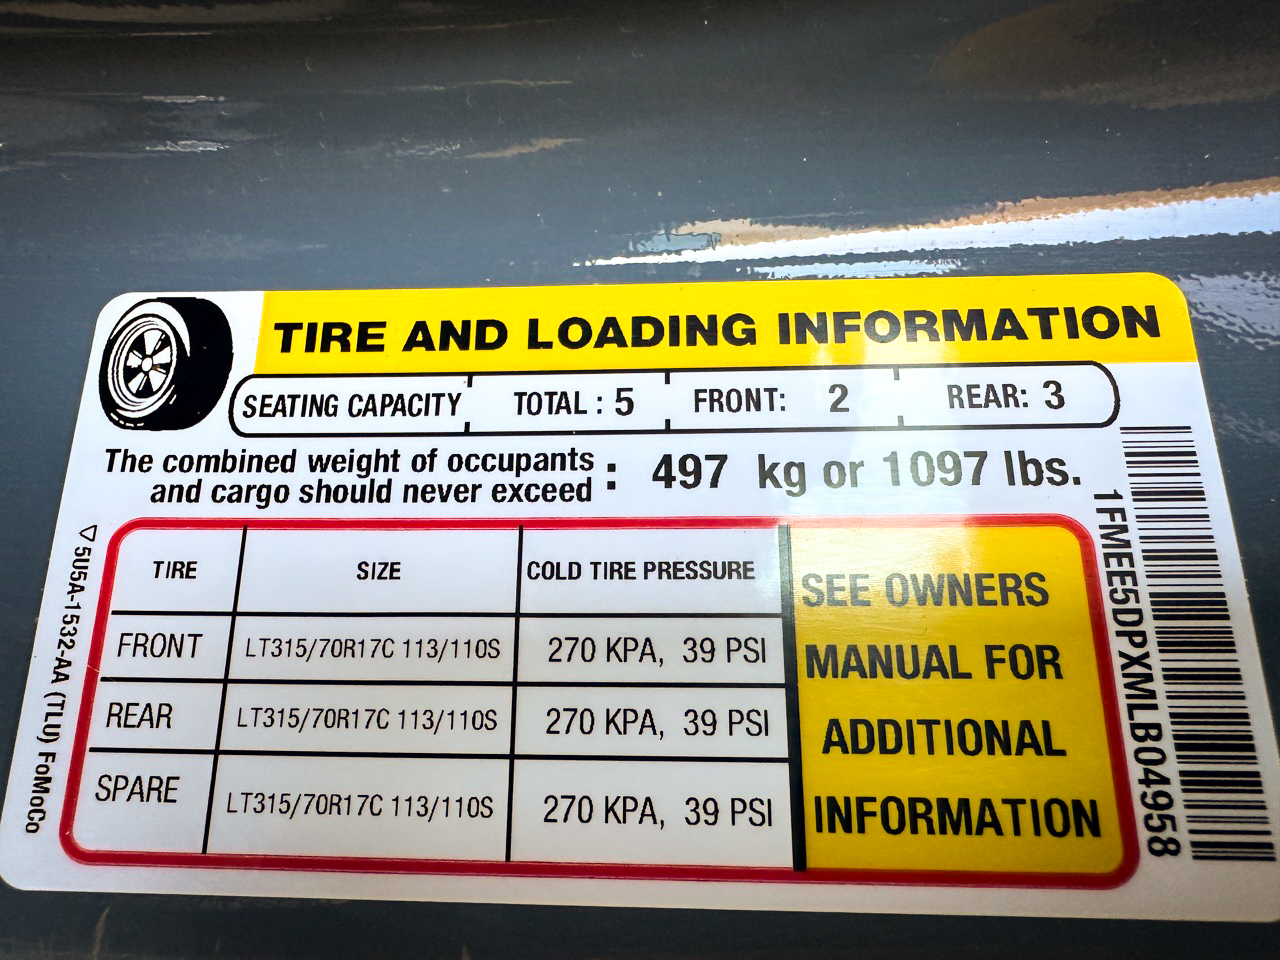 TIRE AND LOADING INFORMATION
SEATING CAPACITY TOTAL : 5 FRONT: 2 REAR: 3
The combined weight of occupants
and cargo should never exceed : 497 kg or 1097 lbs.
TIRE SIZE COLD TIRE PRESSURE
FRONT LT315/70R17C 113/110S 270 KPA, 39 PSI
REAR LT315/70R17C 113/110S 270 KPA, 39 PSI
SPARE LT315/70R17C 113/110S 270 KPA, 39 PSI
SEE OWNERS
MANUAL FOR
ADDITIONAL
INFORMATION
5U5A-1532-AA (TLU) FoMoCo
1FMEE5DPXMLB04958